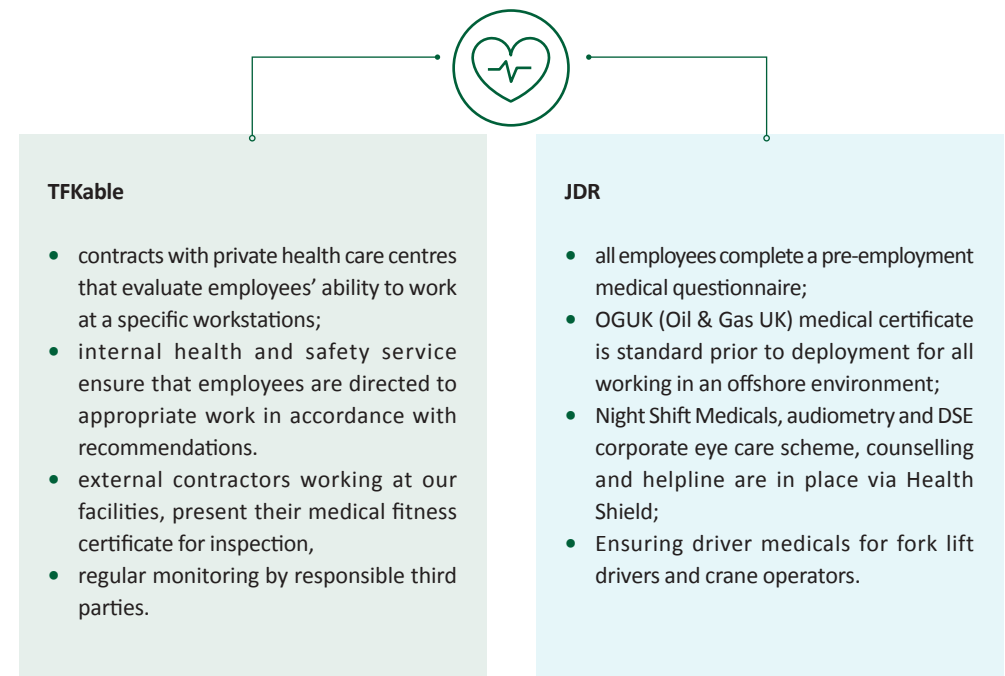 TFKable
• contracts with private health care centres
that evaluate employees’ ability to work
at a specific workstations;
• internal health and safety service
ensure that employees are directed to
appropriate work in accordance with
recommendations.
• external contractors working at our
facilities, present their medical fitness
certificate for inspection,
• regular monitoring by responsible third
parties.
JDR
• all employees complete a pre-employment
medical questionnaire;
• OGUK (Oil & Gas UK) medical certificate
is standard prior to deployment for all
working in an offshore environment;
• Night Shift Medicals, audiometry and DSE
corporate eye care scheme, counselling
and helpline are in place via Health
Shield;
• Ensuring driver medicals for fork lift
drivers and crane operators.